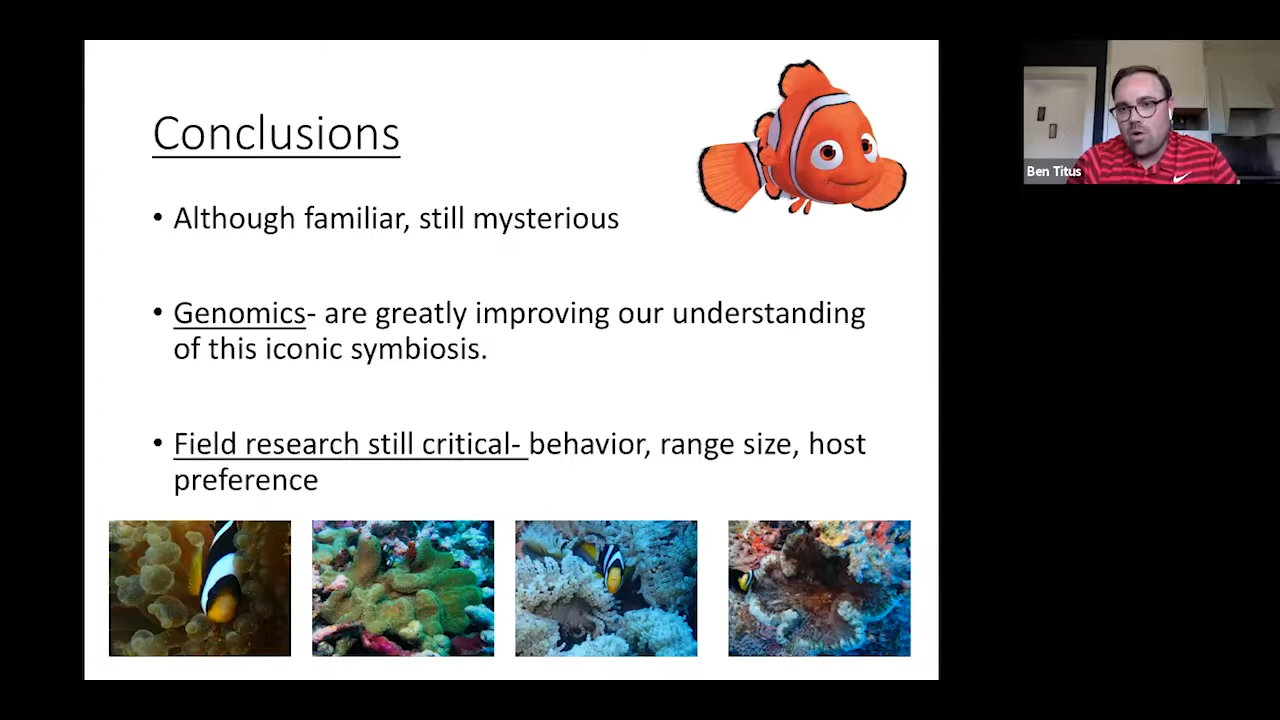 Conclusions
• Although familiar, still mysterious
• Genomics- are greatly improving our understanding
of this iconic symbiosis.
• Field research still critical- behavior, range size, host
preference
Ben Titus